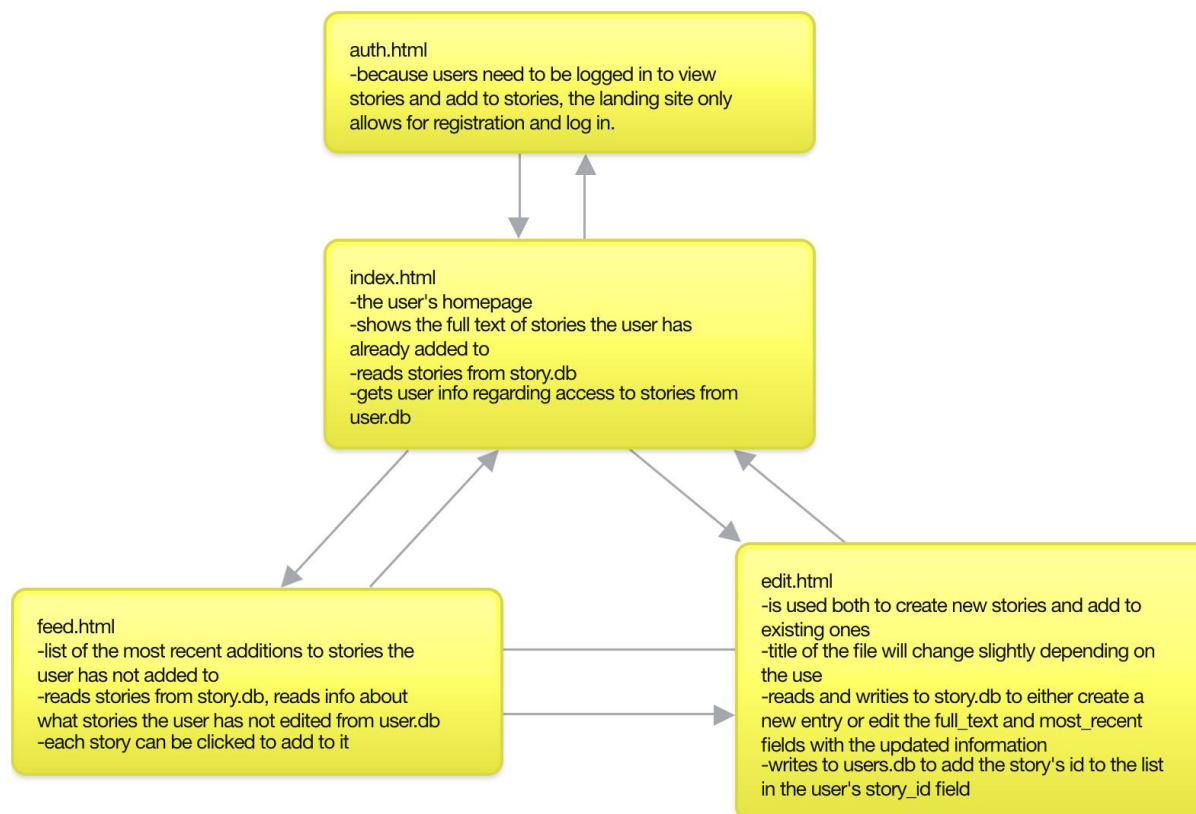 auth.html
-because users need to be logged in to view
stories and add to stories, the landing site only
allows for registration and log in.
index.html
-the user's homepage
-shows the full text of stories the user has
already added to
-reads stories from story.db
-gets user info regarding access to stories from
user.db
feed.html
-list of the most recent additions to stories the
user has not added to
-reads stories from story.db, reads info about
what stories the user has not edited from user.db
-each story can be clicked to add to it
edit.html
-is used both to create new stories and add to
existing ones
-title of the file will change slightly depending on
the use
-reads and writies to story.db to either create a
new entry or edit the full_text and most_recent
fields with the updated information
-writes to users.db to add the story's id to the list
in the user's story_id field